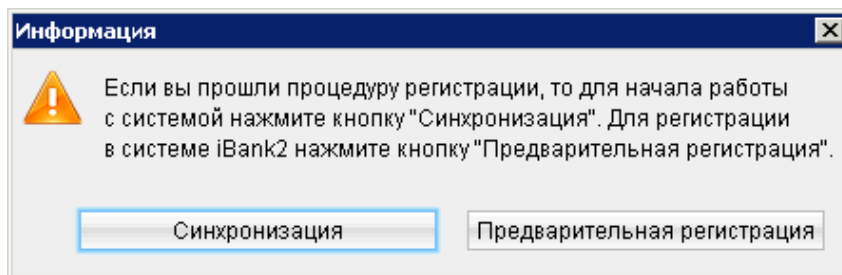 Информация
Если вы прошли процедуру регистрации, то для начала работы
с системой нажмите кнопку "Синхронизация". Для регистрации
в системе iBank2 нажмите кнопку "Предварительная регистрация".
Синхронизация
Предварительная регистрация